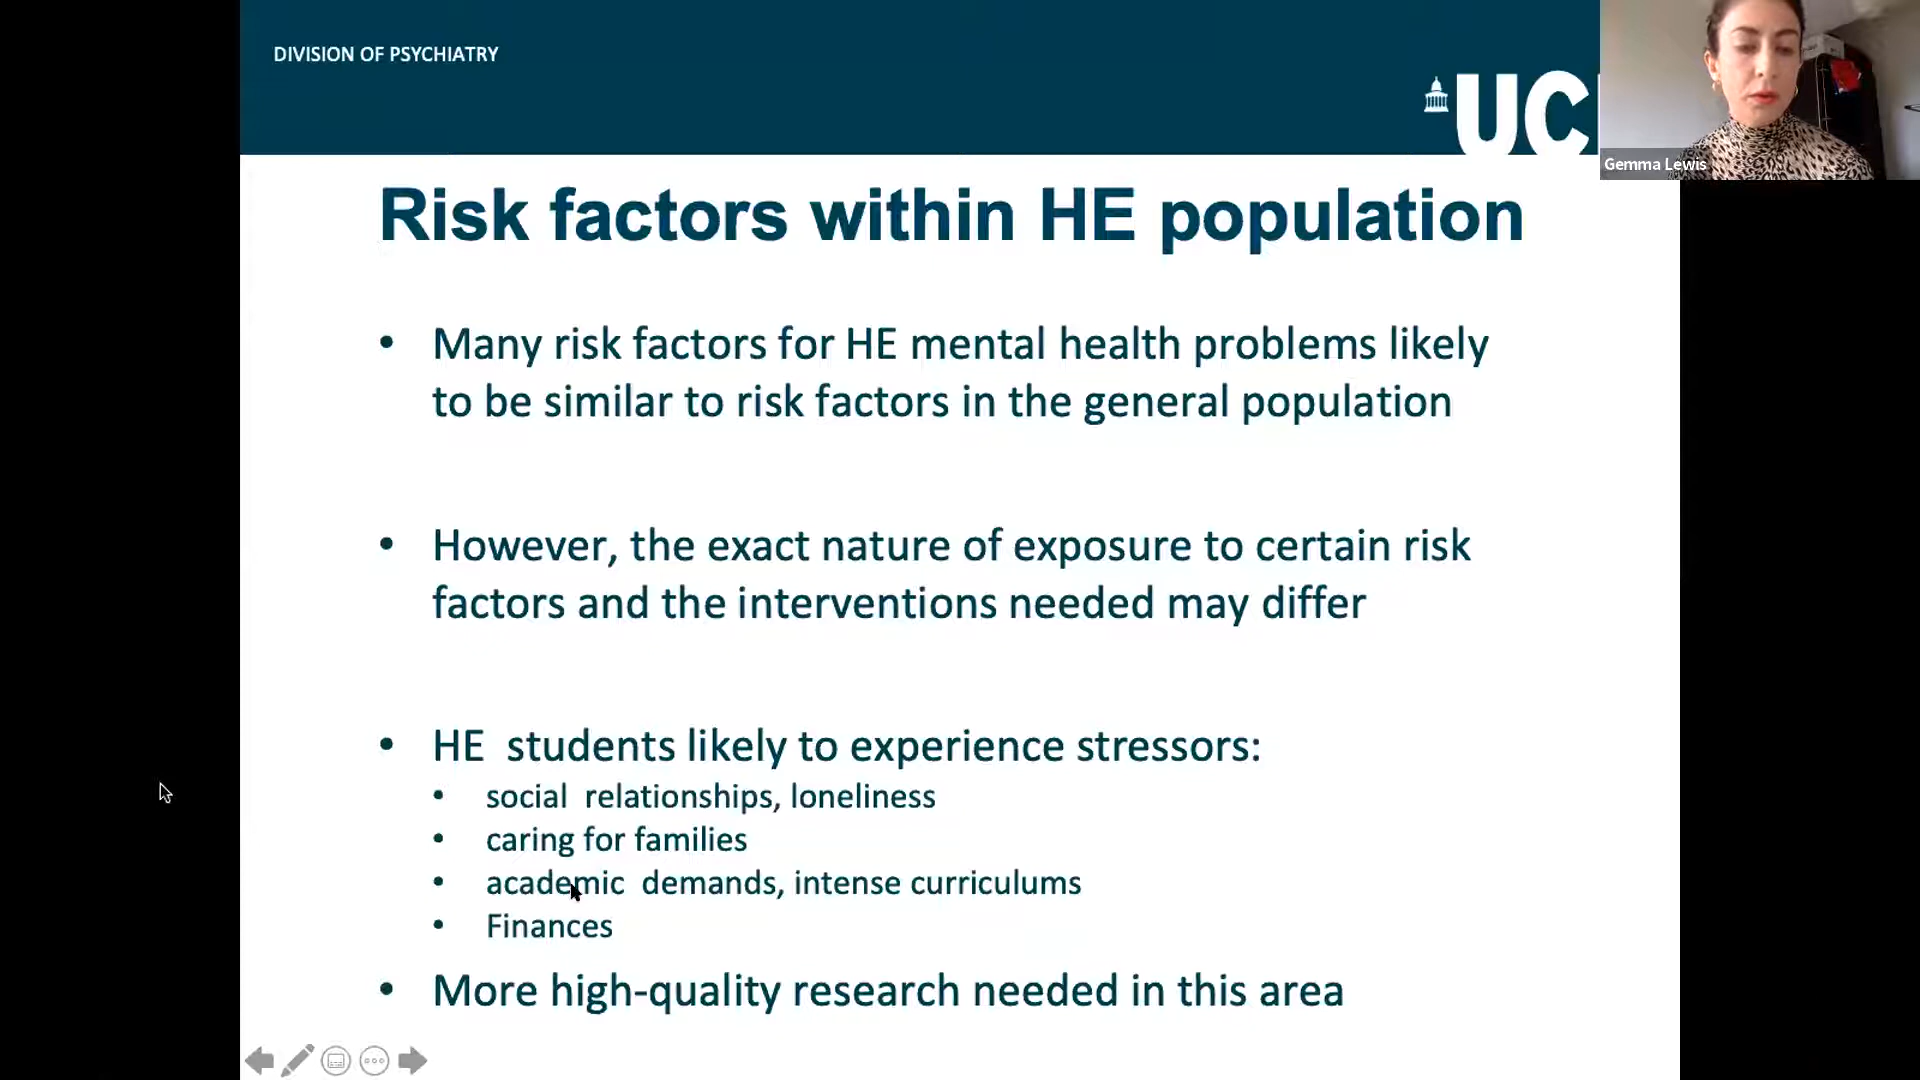 DIVISION OF PSYCHIATRY
UC
Gemma Lewis
Risk factors within HE population
• Many risk factors for HE mental health problems likely
to be similar to risk factors in the general population
• However, the exact nature of exposure to certain risk
factors and the interventions needed may differ
• HE students likely to experience stressors:
• social relationships, loneliness
• caring for families
• academic demands, intense curriculums
• Finances
• More high-quality research needed in this area